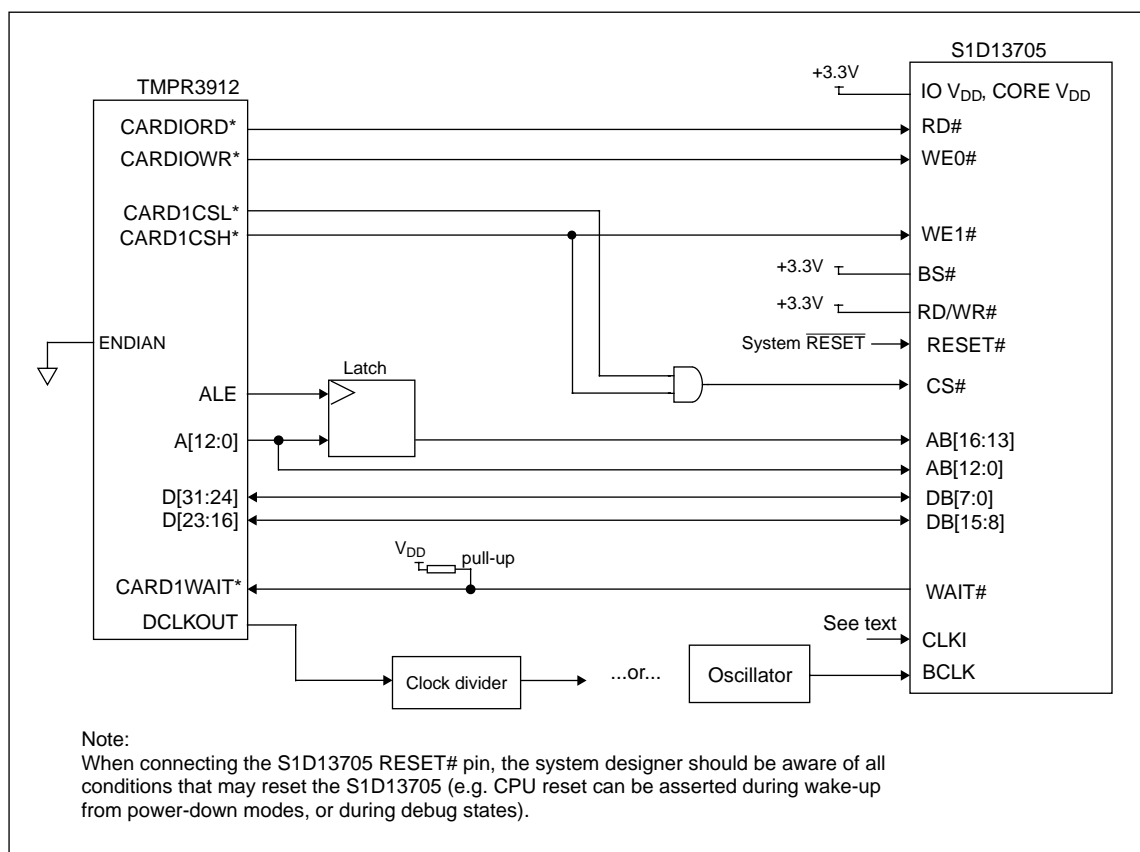 S1D13705
+3.3V
TMPR3912
IO VDD, CORE VDD
CARDIORD*
RD#
CARDIOWR*
WE0#
CARD1CSL*
CARD1CSH*
WE1#
+3.3V
BS#
+3.3V
RD/WR#
ENDIAN
System RESET
RESET#
Latch
ALE
CS#
A[12:0]
AB[16:13]
AB[12:0]
D[31:24]
DB[7:0]
D[23:16]
DB[15:8]
VDD
pull-up
CARD1WAIT*
WAIT#
DCLKOUT
See text
CLKI
Clock divider
...or...
Oscillator
BCLK
Note:
When connecting the S1D13705 RESET# pin, the system designer should be aware of all
conditions that may reset the S1D13705 (e.g. CPU reset can be asserted during wake-up
from power-down modes, or during debug states).